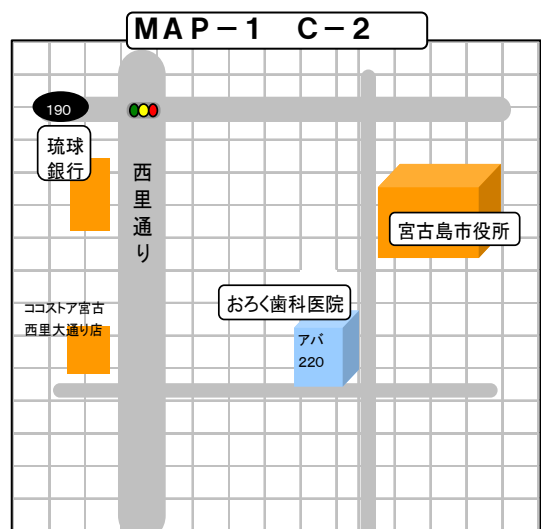 MAP－1 C－2
190
琉球
銀行
西里通り
宮古島市役所
ココストア宮古
西里大通り店
おろく歯科医院
アバ
220